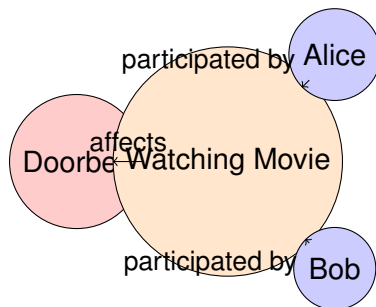 Alice
participated by
affects
Doorbe
Watching Movie
participated by
Bob